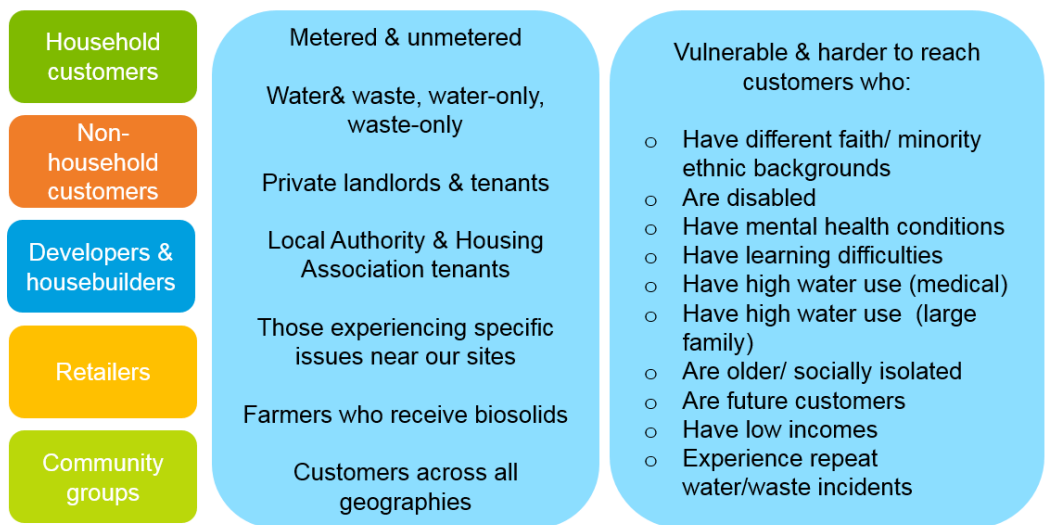 Household
customers
Non-
household
customers
Developers &
housebuilders
Retailers
Community
groups
Metered & unmetered
Water& waste, water-only,
waste-only
Private landlords & tenants
Local Authority & Housing
Association tenants
Those experiencing specific
issues near our sites
Farmers who receive biosolids
Customers across all
geographies
Vulnerable & harder to reach
customers who:
o Have different faith/ minority
ethnic backgrounds
o Are disabled
o Have mental health conditions
o Have learning difficulties
o Have high water use (medical)
o Have high water use (large
family)
o Are older/ socially isolated
o Are future customers
o Have low incomes
o Experience repeat
water/waste incidents